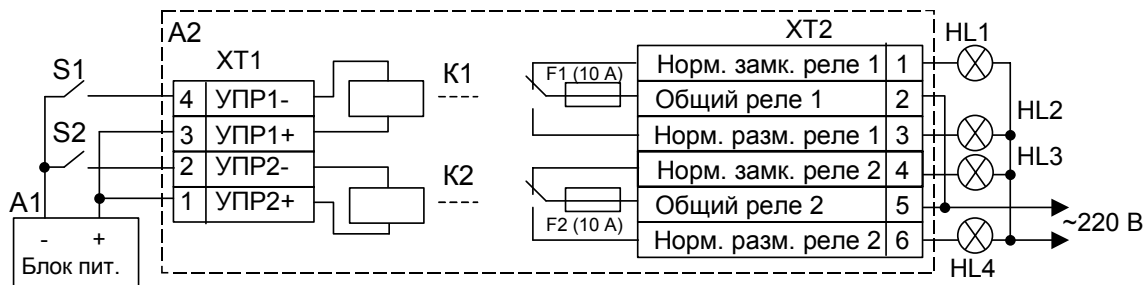 A2
XT1
XT2
HL1
S1
K1
F1 (10 А)
Норм. замк. реле 1 1
4 УПР1-
Общий реле 1 2
HL2
S2
3 УПР1+
Норм. разм. реле 1 3
HL3
2 УПР2-
K2
Норм. замк. реле 2 4
A1
1 УПР2+
Общий реле 2 5
~220 В
F2 (10 А)
- +
Норм. разм. реле 2 6
Блок пит.
HL4